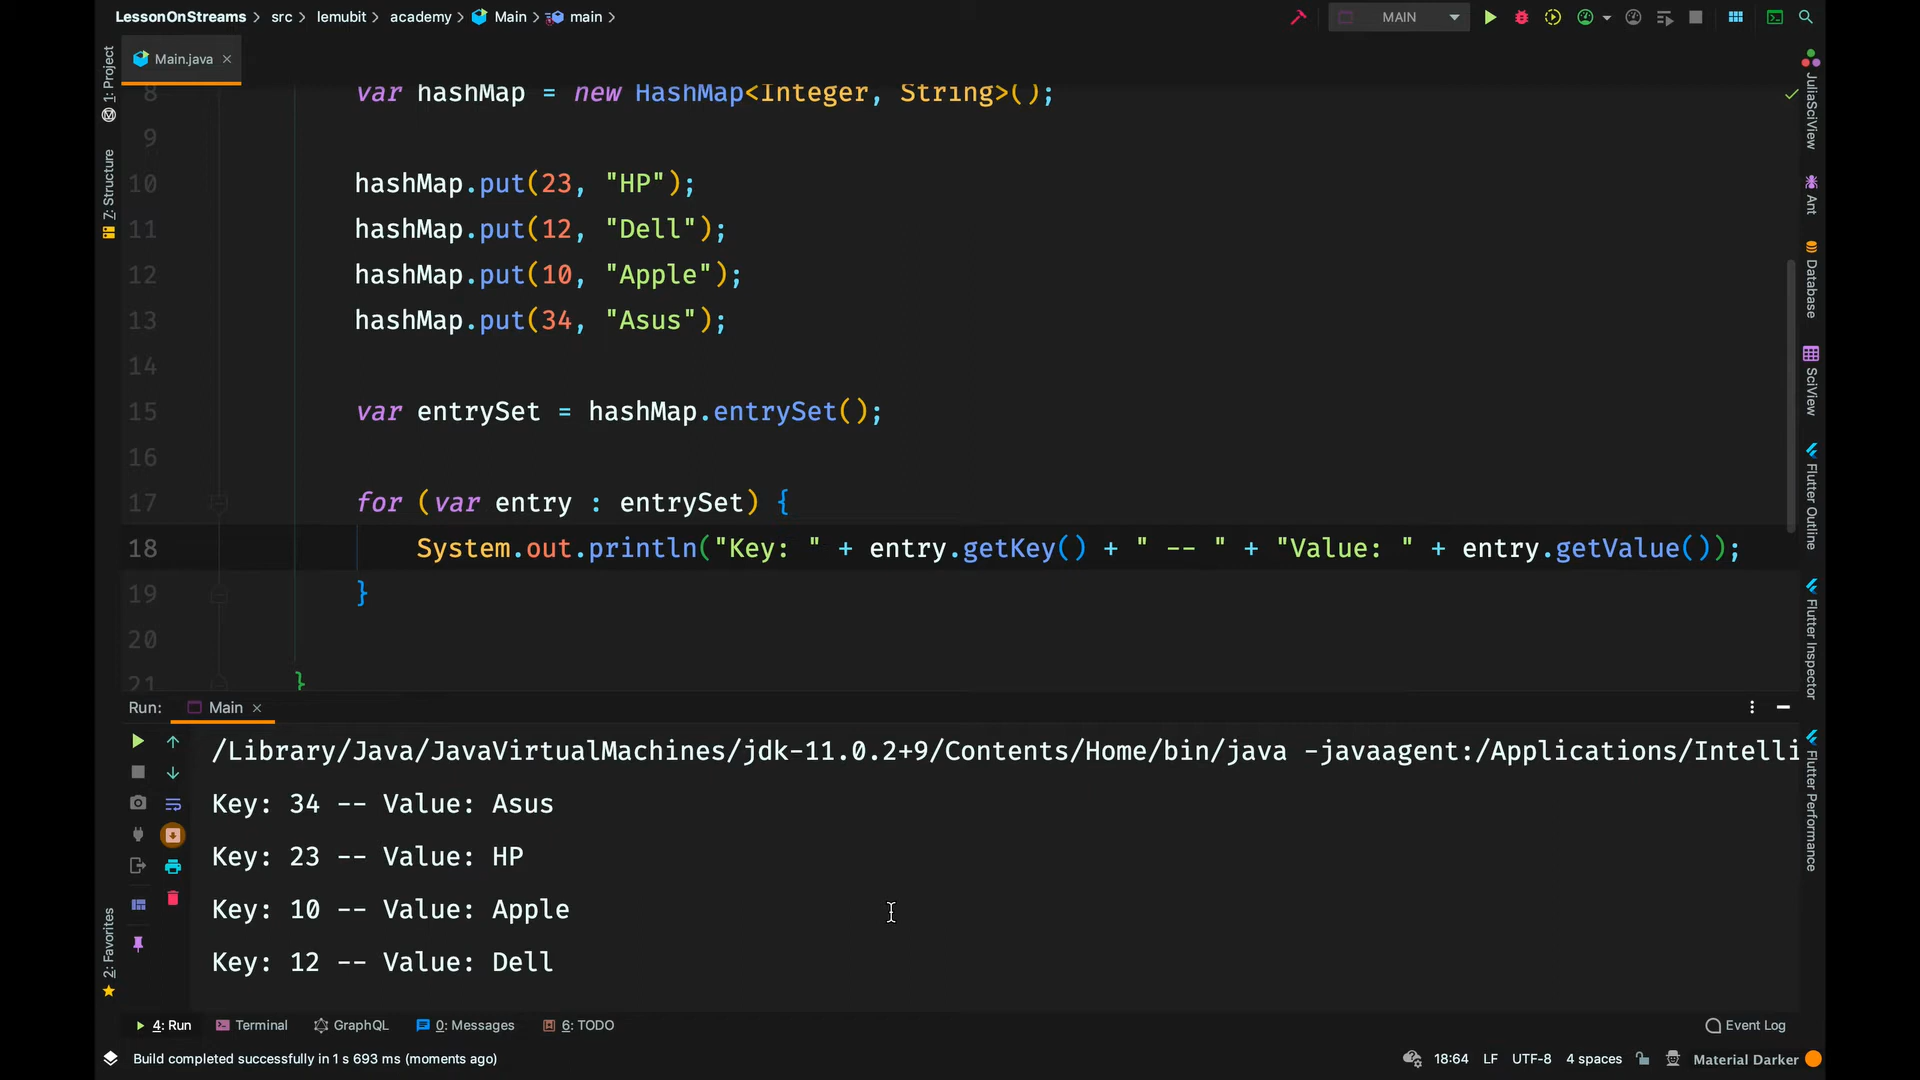 LessonOnStreams > src > lemubit > academy > Main > main >
MAIN
1: Project
Main.java ×
8 var hashMap = new HashMap<Integer, String>();
9
10 hashMap.put(23, "HP");
11 hashMap.put(12, "Dell");
12 hashMap.put(10, "Apple");
13 hashMap.put(34, "Asus");
14
15 var entrySet = hashMap.entrySet();
16
17 for (var entry : entrySet) {
18 System.out.println("Key: " + entry.getKey() + " -- " + "Value: " + entry.getValue());
19 }
20
21 }
7: Structure
2: Favorites
JuliaSciView
Ant
Database
SciView
Flutter Outline
Flutter Inspector
Flutter Performance
Run: Main ×
/Library/Java/JavaVirtualMachines/jdk-11.0.2+9/Contents/Home/bin/java -javaagent:/Applications/Intelli
Key: 34 -- Value: Asus
Key: 23 -- Value: HP
Key: 10 -- Value: Apple
Key: 12 -- Value: Dell
4: Run Terminal GraphQL 0: Messages 6: TODO Event Log
Build completed successfully in 1 s 693 ms (moments ago) 18:64 LF UTF-8 4 spaces Material Darker